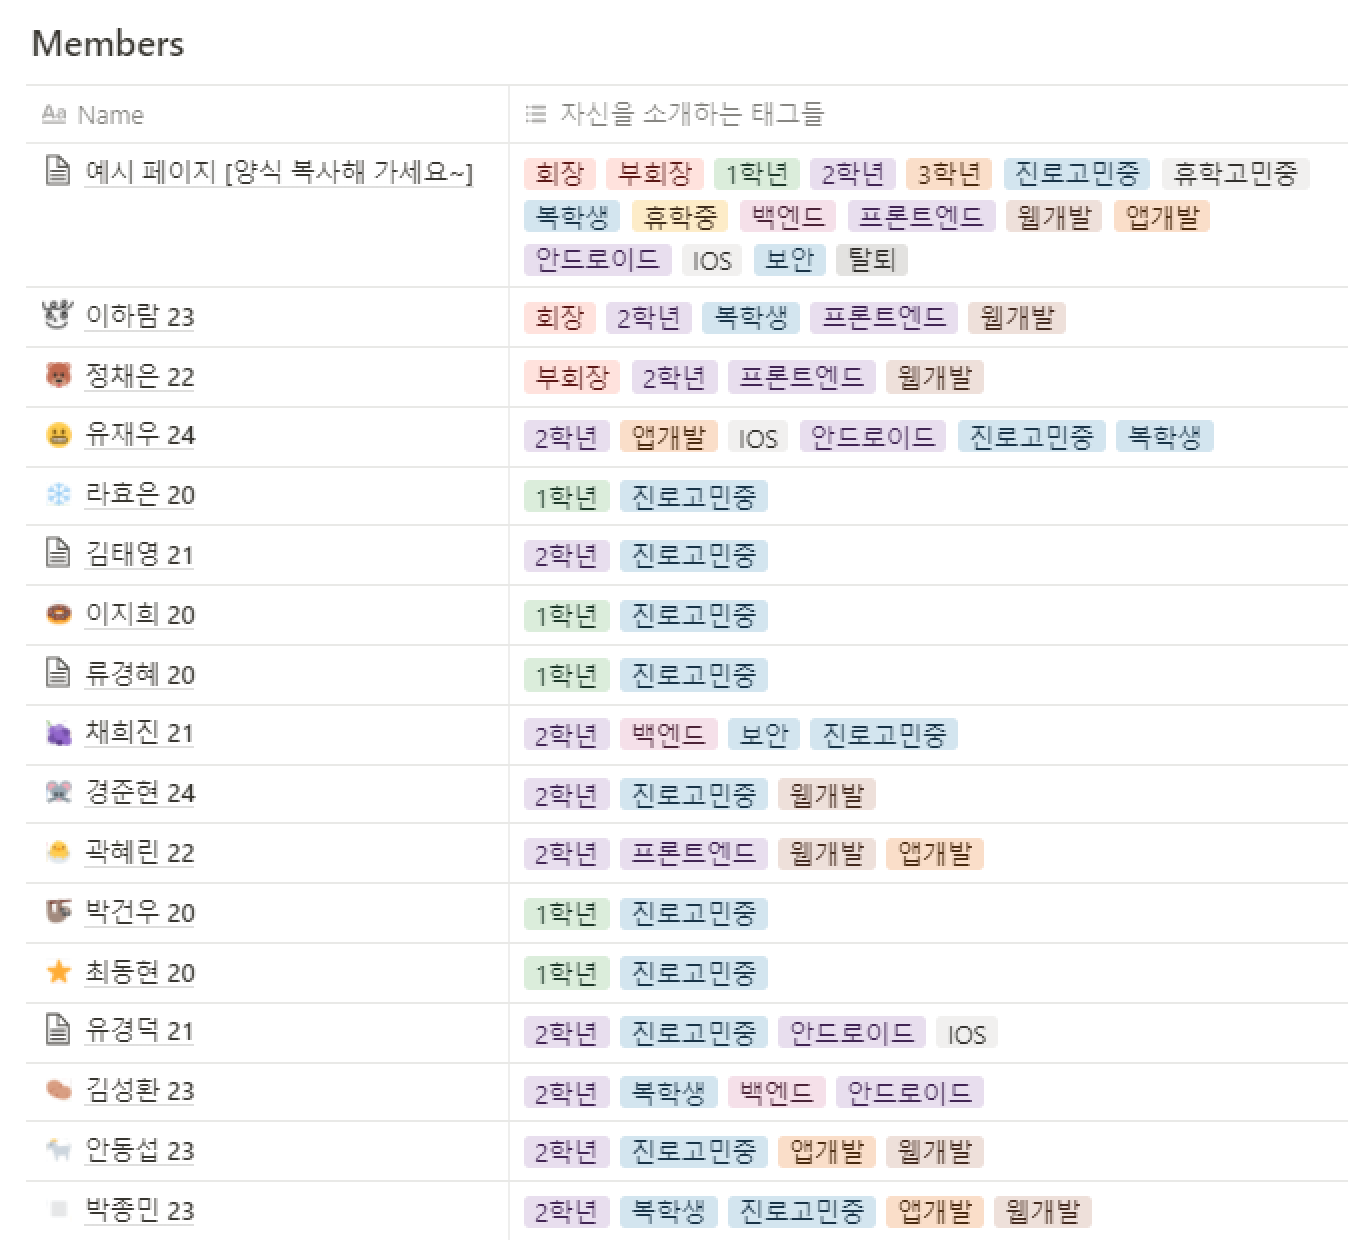 Members
Aa Name 자신을 소개하는 태그들
예시 페이지 [양식 복사해 가세요~] 회장 부회장 1학년 2학년 3학년 진로고민중 휴학고민중
복학생 휴학중 백엔드 프론트엔드 웹개발 앱개발
안드로이드 IOS 보안 탈퇴
이하람 23 회장 2학년 복학생 프론트엔드 웹개발
정채은 22 부회장 2학년 프론트엔드 웹개발
유재우 24 2학년 앱개발 IOS 안드로이드 진로고민중 복학생
라효은 20 1학년 진로고민중
김태영 21 2학년 진로고민중
이지희 20 1학년 진로고민중
류경혜 20 1학년 진로고민중
채희진 21 2학년 백엔드 보안 진로고민중
경준현 24 2학년 진로고민중 웹개발
곽혜린 22 2학년 프론트엔드 웹개발 앱개발
박건우 20 1학년 진로고민중
최동현 20 1학년 진로고민중
유경덕 21 2학년 진로고민중 안드로이드 IOS
김성환 23 2학년 복학생 백엔드 안드로이드
안동섭 23 2학년 진로고민중 앱개발 웹개발
박종민 23 2학년 복학생 진로고민중 앱개발 웹개발